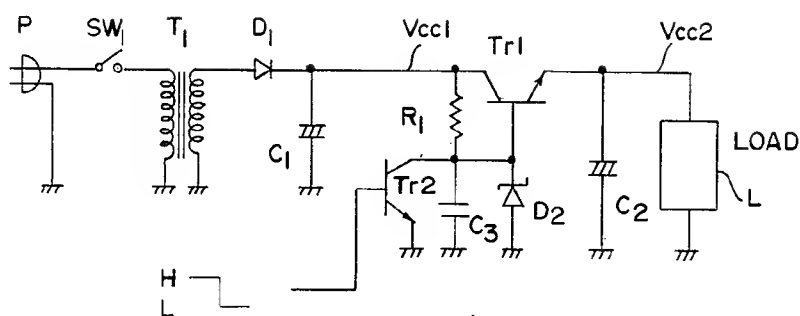 P SW1 T1 D1 Vcc1 Tr1 Vcc2
R1 LOAD
C1 Tr2 C3 D2 C2 L
H
L